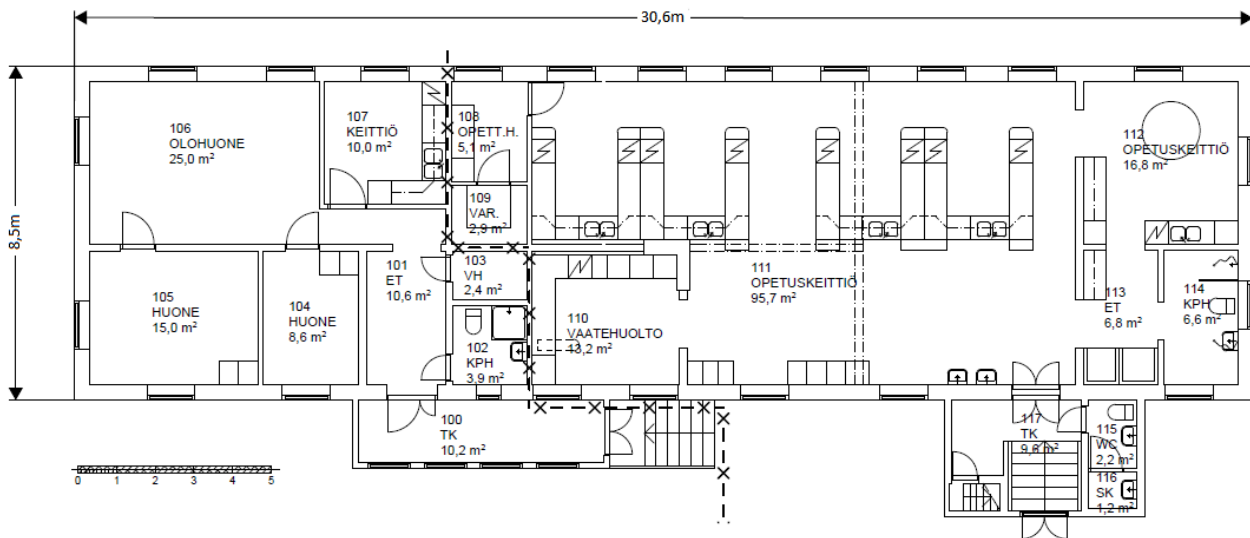 30,6m
8,5m
106
OLOHUONE
25,0 m²
107
KEITTIÖ
10,0 m²
108
OPETT.H.
5,1 m²
109
VAR.
2,9 m²
112
OPETUSKEITTIÖ
16,8 m²
105
HUONE
15,0 m²
104
HUONE
8,6 m²
101
ET
10,6 m²
103
VH
2,4 m²
102
KPH
3,9 m²
110
VAATEHUOLTO
13,2 m²
111
OPETUSKEITTIÖ
95,7 m²
113
ET
6,8 m²
114
KPH
6,6 m²
100
TK
10,2 m²
117
TK
9,6 m²
115
WC
2,2 m²
116
SK
1,2 m²
0 1 2 3 4 5